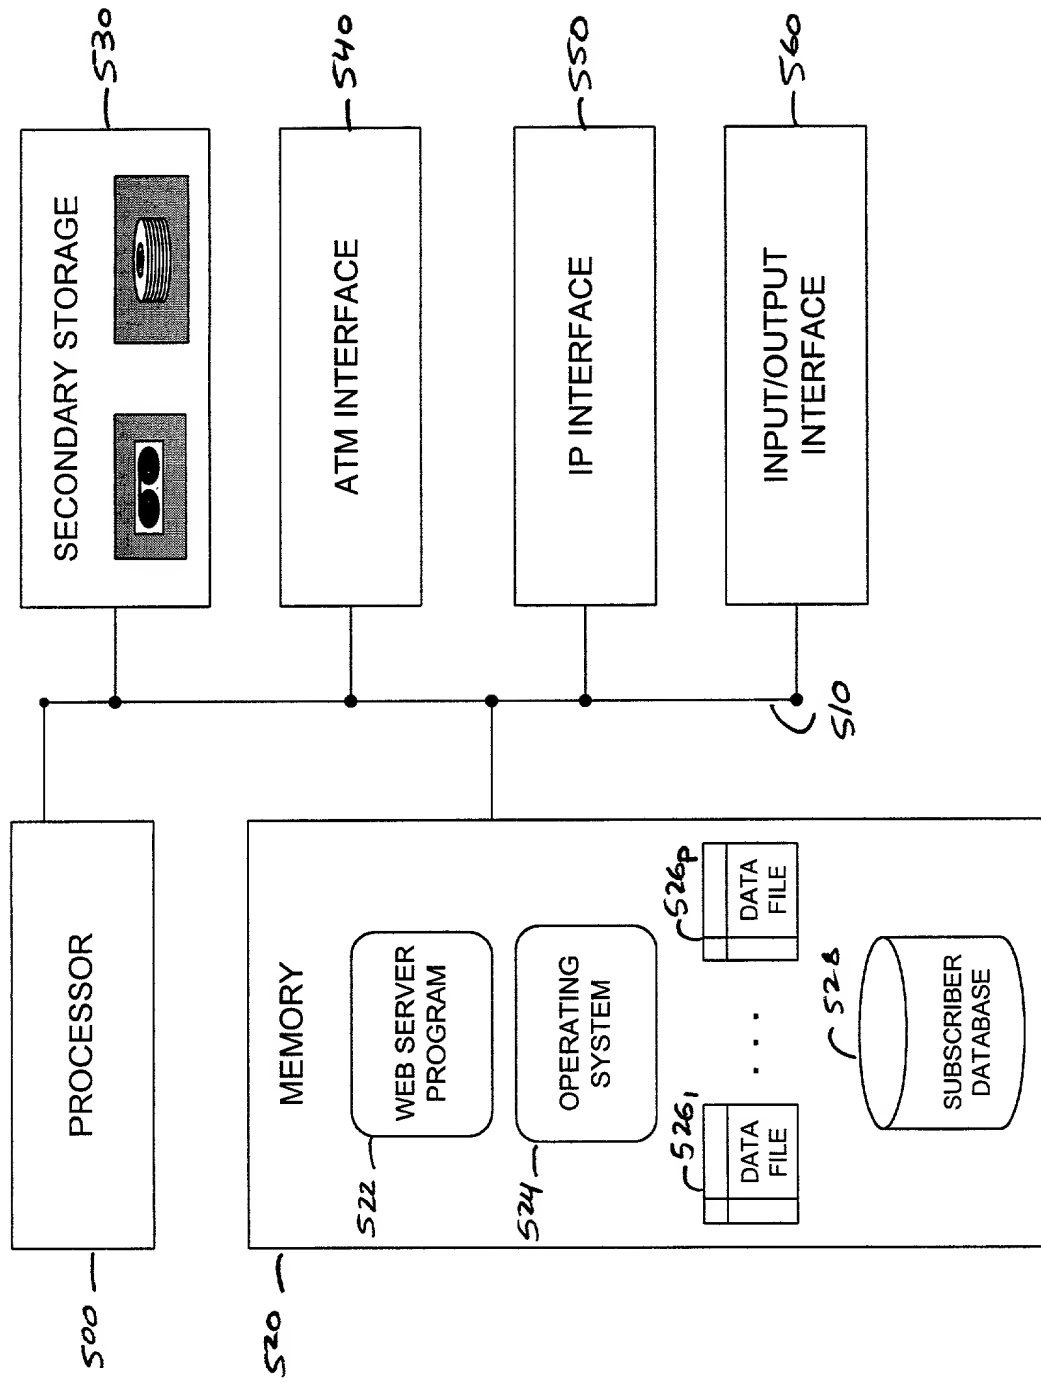 500
PROCESSOR
520
MEMORY
522
WEB SERVER
PROGRAM
524
OPERATING
SYSTEM
526₁
DATA
FILE
. . .
526p
DATA
FILE
528
SUBSCRIBER
DATABASE
510
530
SECONDARY STORAGE
540
ATM INTERFACE
550
IP INTERFACE
560
INPUT/OUTPUT
INTERFACE